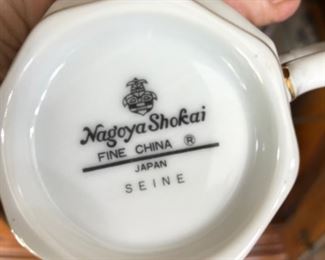 Nagoya Shokai
FINE CHINA ®
JAPAN
SEINE